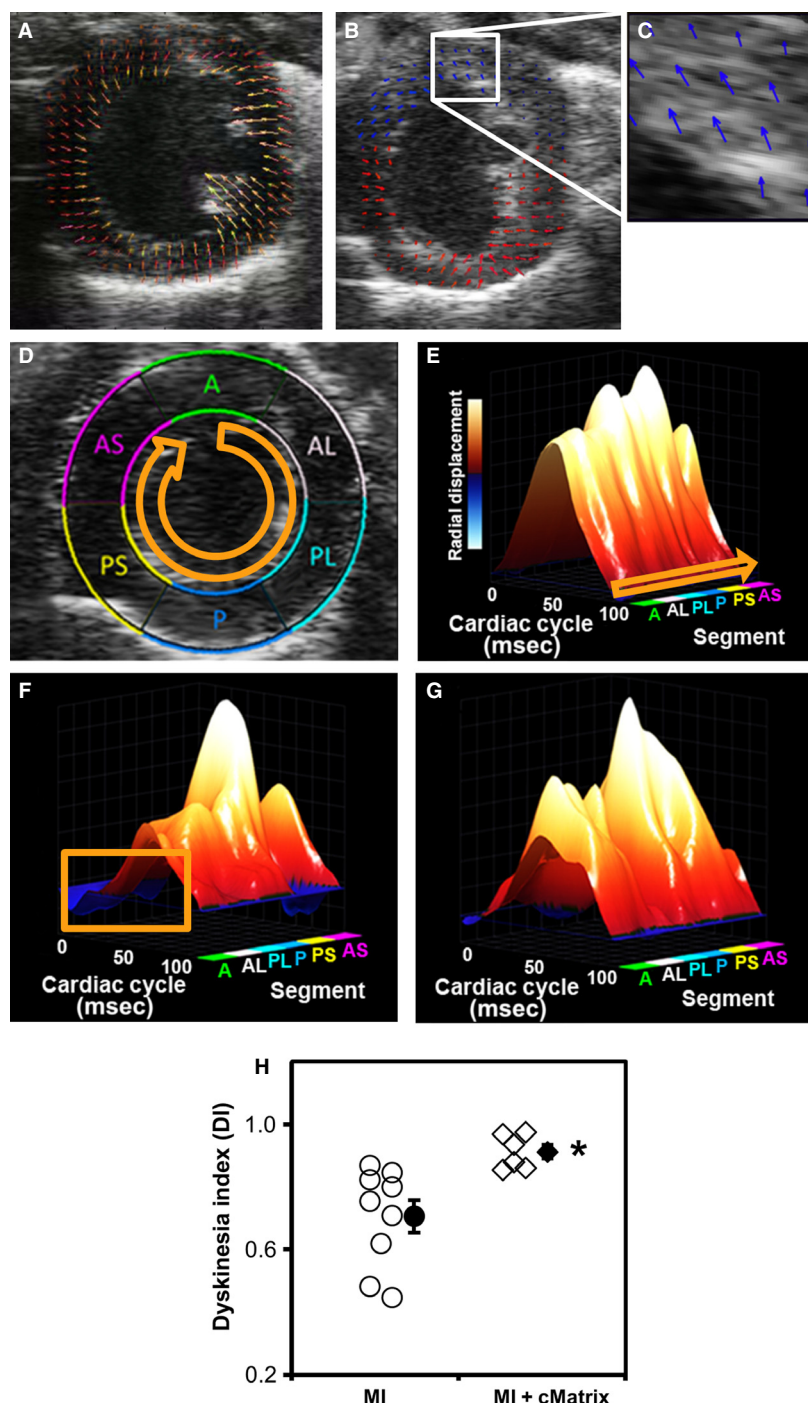 A
B
C
D
A
AL
PL
P
PS
AS
E
Radial displacement
0
50
100
Cardiac cycle
(msec)
A AL PL P PS AS
Segment
F
0
50
100
Cardiac cycle
(msec)
A AL PL P PS AS
Segment
G
0
50
100
Cardiac cycle
(msec)
A AL PL P PS AS
Segment
H
Dyskinesia index (DI)
1.0
0.6
0.2
*
MI
MI + cMatrix